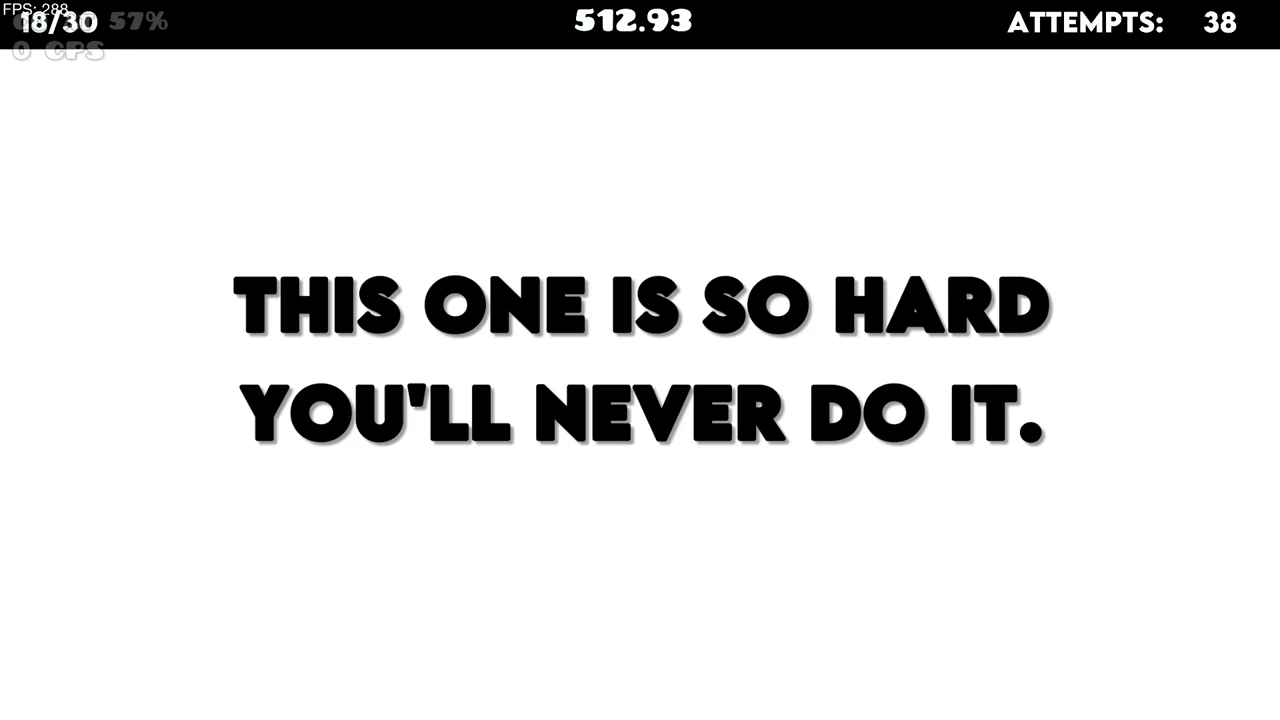 FPS: 288
18/30 57%
512.93
ATTEMPTS: 38
0 CPS
THIS ONE IS SO HARD
YOU'LL NEVER DO IT.